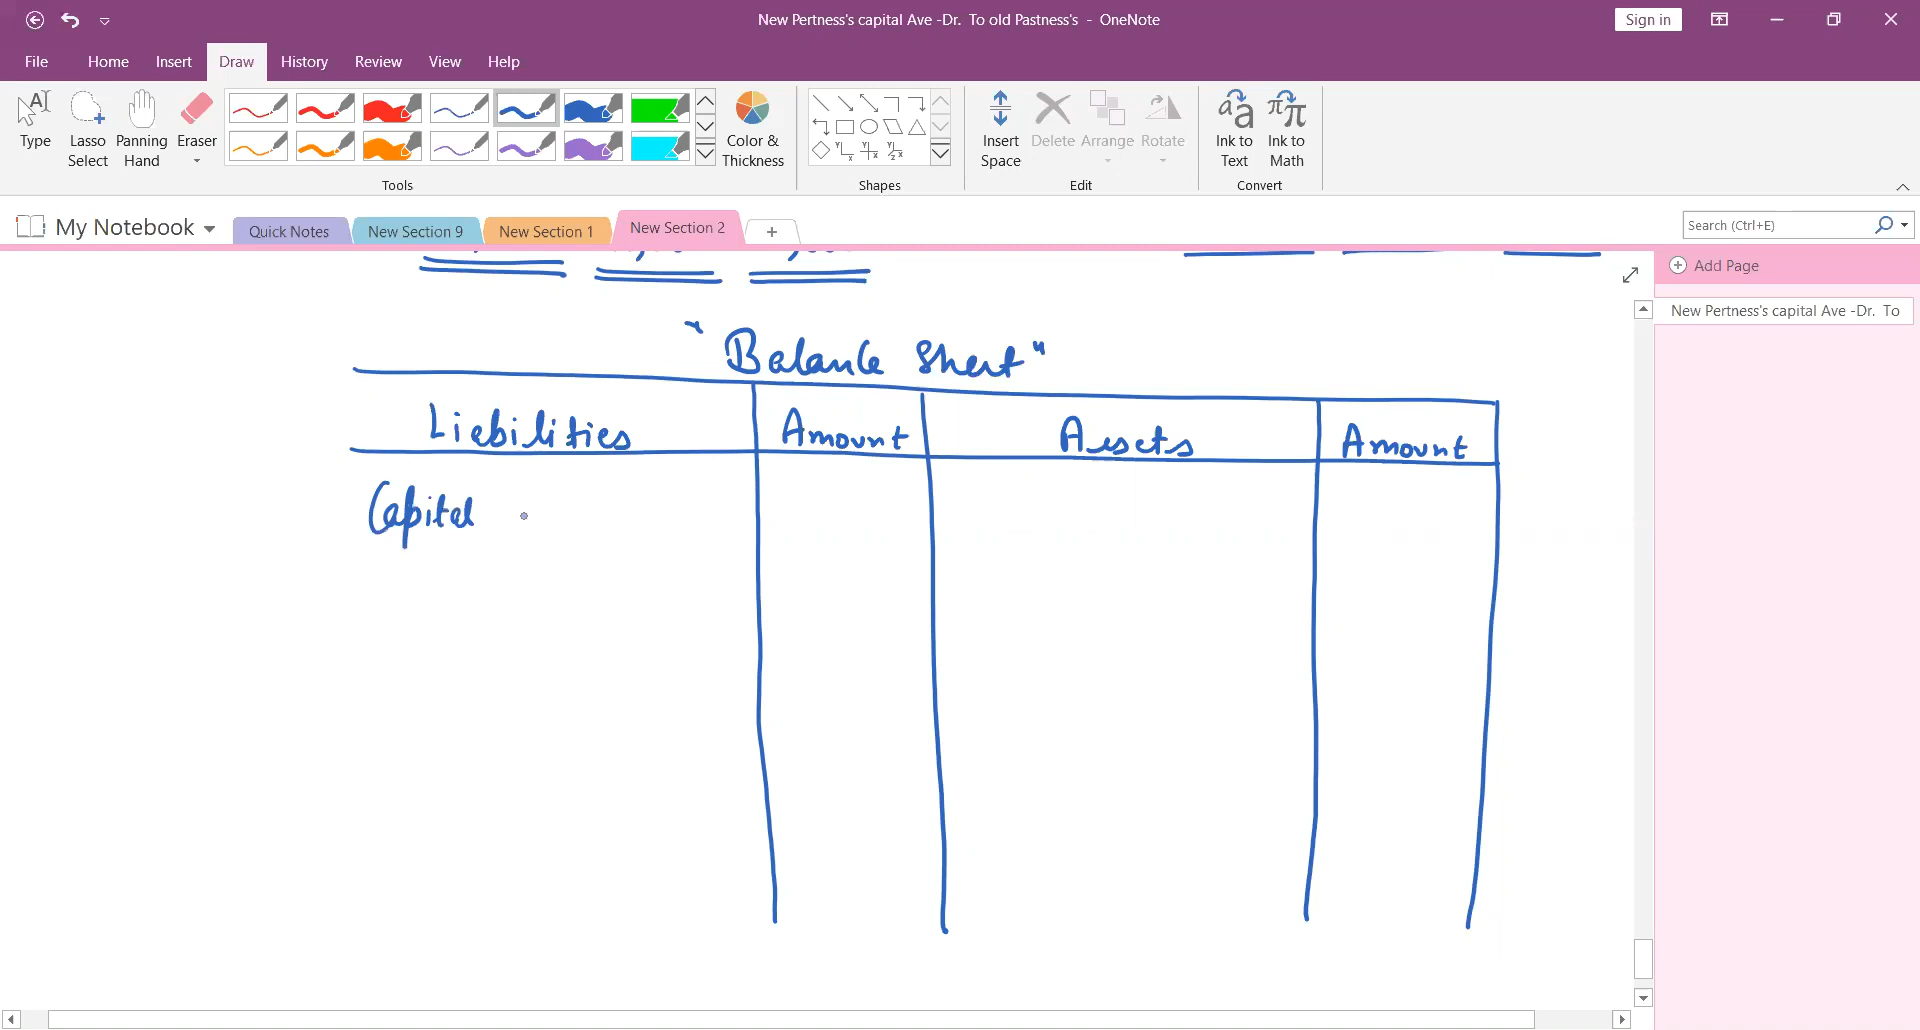 New Pertness's capital Ave -Dr. To old Pastness's - OneNote
Sign in
File Home Insert Draw History Review View Help
Type
Lasso Select
Panning Hand
Eraser
Color & Thickness
Insert Space
Delete
Arrange
Rotate
Ink to Text
Ink to Math
Tools
Shapes
Edit
Convert
My Notebook
Quick Notes
New Section 9
New Section 1
New Section 2
Search (Ctrl+E)
Add Page
New Pertness's capital Ave -Dr. To
"Balance Sheet"
Liebilities Amount Assets Amount
Capital